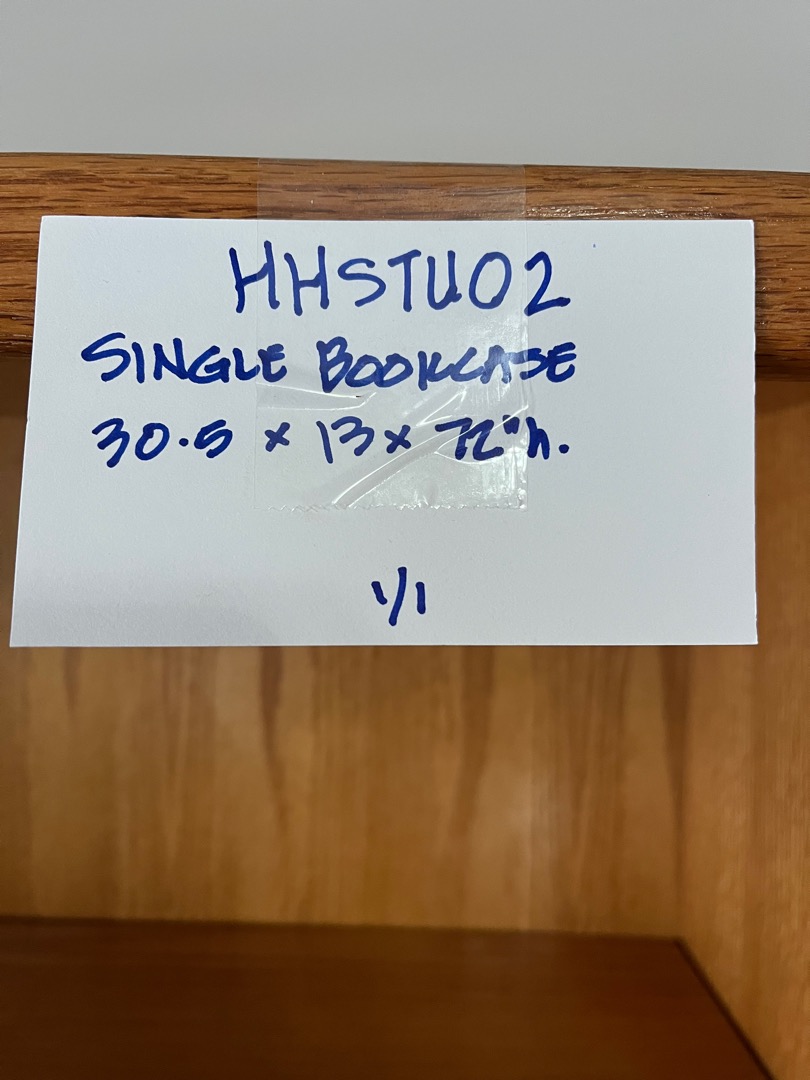 HHSTU02
SINGLE BOOKCASE
30.5 x 13 x 72"h.
1/1